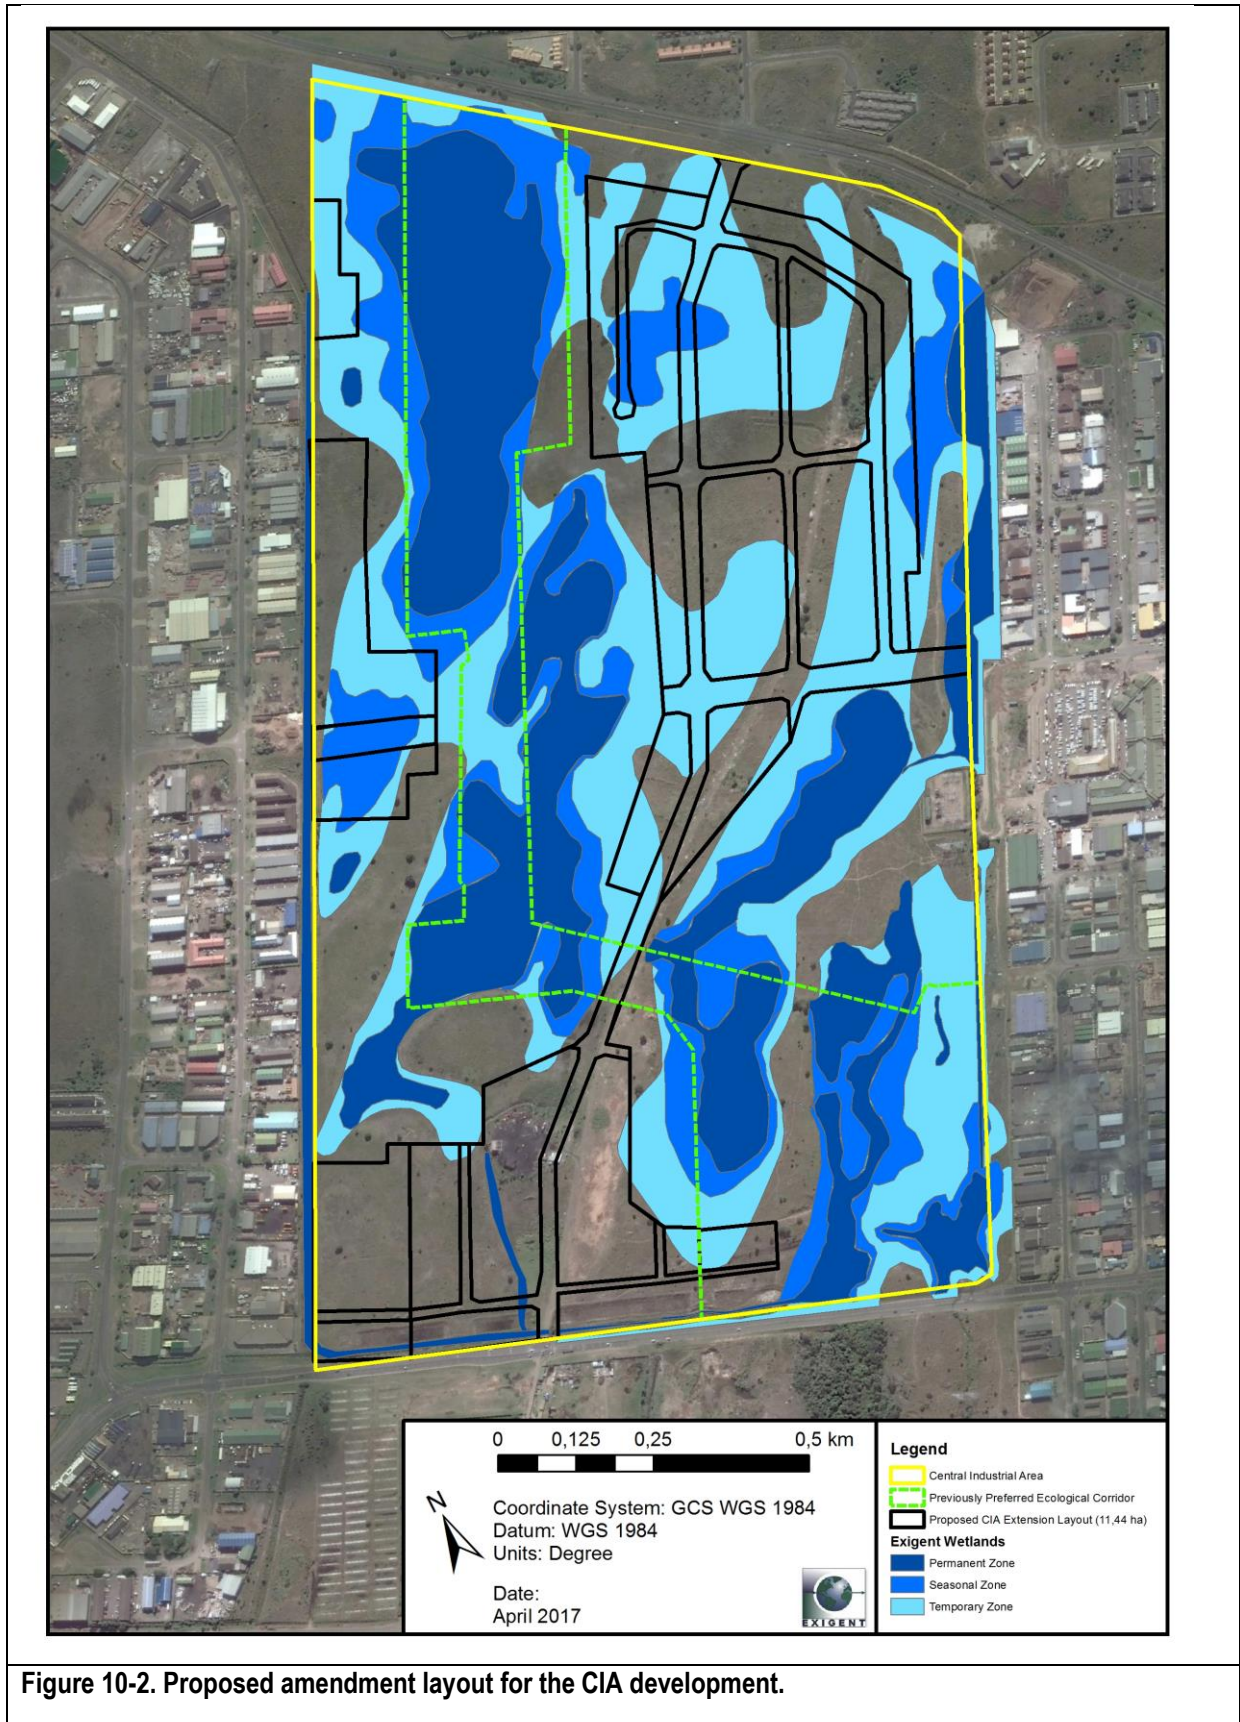 0 0,125 0,25 0,5 km
N
Coordinate System: GCS WGS 1984
Datum: WGS 1984
Units: Degree
Date:
April 2017
EXIGENT
Legend
Central Industrial Area
Previously Preferred Ecological Corridor
Proposed CIA Extension Layout (11,44 ha)
Exigent Wetlands
Permanent Zone
Seasonal Zone
Temporary Zone
Figure 10-2. Proposed amendment layout for the CIA development.